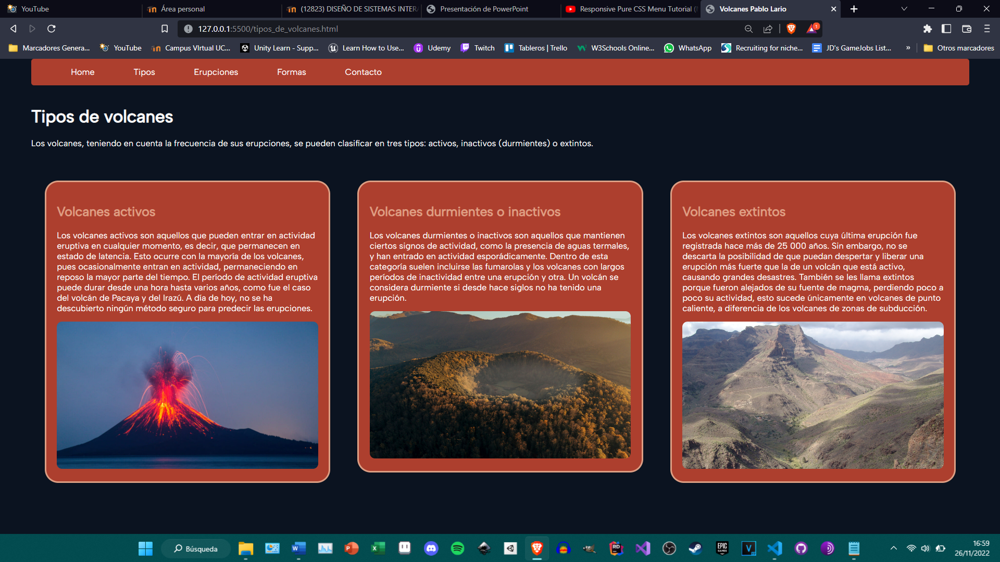 YouTube
Área personal
(12823) DISEÑO DE SISTEMAS INTERA
Presentación de PowerPoint
Responsive Pure CSS Menu Tutorial (
Volcanes Pablo Lario
127.0.0.1:5500/tipos_de_volcanes.html
1
Marcadores Genera...
YouTube
Campus VIrtual UC...
Unity Learn - Supp...
Learn How to Use...
Udemy
Twitch
Tableros | Trello
W3Schools Online...
WhatsApp
Recruiting for niche...
JD's GameJobs List...
»
Otros marcadores
Home
Tipos
Erupciones
Formas
Contacto
Tipos de volcanes
Los volcanes, teniendo en cuenta la frecuencia de sus erupciones, se pueden clasificar en tres tipos: activos, inactivos (durmientes) o extintos.
Volcanes activos
Los volcanes activos son aquellos que pueden entrar en actividad
eruptiva en cualquier momento, es decir, que permanecen en
estado de latencia. Esto ocurre con la mayoría de los volcanes,
pues ocasionalmente entran en actividad, permaneciendo en
reposo la mayor parte del tiempo. El período de actividad eruptiva
puede durar desde una hora hasta varios años, como fue el caso
del volcán de Pacaya y del Irazú. A día de hoy, no se ha
descubierto ningún método seguro para predecir las erupciones.
Volcanes durmientes o inactivos
Los volcanes durmientes o inactivos son aquellos que mantienen
ciertos signos de actividad, como la presencia de aguas termales,
y han entrado en actividad esporádicamente. Dentro de esta
categoría suelen incluirse las fumarolas y los volcanes con largos
períodos de inactividad entre una erupción y otra. Un volcán se
considera durmiente si desde hace siglos no ha tenido una
erupción.
Volcanes extintos
Los volcanes extintos son aquellos cuya última erupción fue
registrada hace más de 25 000 años. Sin embargo, no se
descarta la posibilidad de que puedan despertar y liberar una
erupción más fuerte que la de un volcán que está activo,
causando grandes desastres. También se les llama extintos
porque fueron alejados de su fuente de magma, perdiendo poco a
poco su actividad, esto sucede únicamente en volcanes de punto
caliente, a diferencia de los volcanes de zonas de subducción.
Búsqueda
16:59
26/11/2022